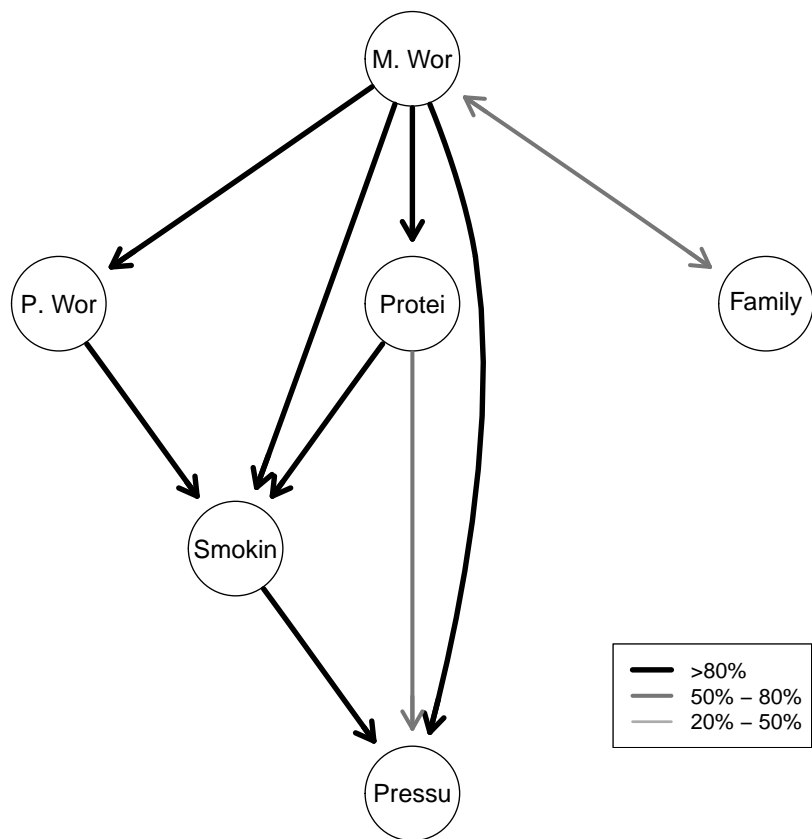 M. Wor
P. Wor
Protei
Family
Smokin
>80%
50% – 80%
20% – 50%
Pressu